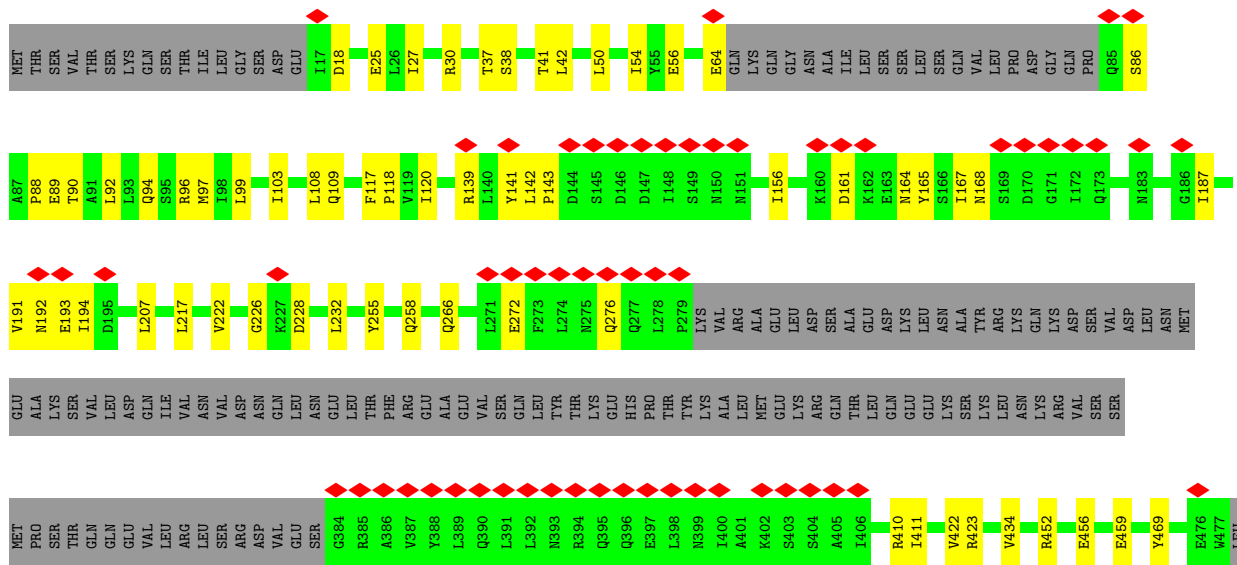 MET THR SER VAL THR SER LYS GLN SER THR ILE LEU GLY SER ASP GLU I17 D18 E25 L26 I27 R30 T37 S38 T41 L42 L50 I54 Y55 E56 E64 GLN LYS GLN GLY ASN ALA ILE LEU SER SER LEU SER GLN VAL LEU PRO ASP GLY GLN PRO Q85 S86
A87 P88 E89 T90 A91 L92 L93 Q94 S95 R96 M97 I98 L99 I103 L108 Q109 F117 P118 V119 I120 R139 L140 Y141 L142 P143 D144 S145 D146 D147 I148 S149 N150 N151 I156 K160 D161 K162 E163 N164 Y165 S166 I167 N168 S169 D170 G171 I172 Q173 N183 G186 I187
V191 N192 E193 I194 D195 L207 L217 V222 G226 K227 D228 L232 Y255 Q258 Q266 L271 E272 F273 L274 N275 Q276 Q277 L278 P279 LYS VAL ARG ALA GLU LEU ASP SER ALA GLU ASP LYS LEU ASN ALA TYR ARG LYS GLN LYS ASP SER VAL ASP LEU ASN MET
GLU ALA LYS SER VAL LEU ASP GLN ILE VAL ASN VAL ASP ASN GLN LEU ASN GLU LEU THR PHE ARG GLU ALA GLU VAL SER GLN LEU TYR THR LYS GLU HIS PRO THR TYR LYS ALA LEU MET GLU LYS ARG GLN THR LEU GLN GLU GLU LYS SER LYS LEU ASN LYS ARG VAL SER SER
MET PRO SER THR GLN GLN GLU VAL LEU ARG LEU SER ARG ASP VAL GLU SER G384 R385 A386 V387 Y388 L389 Q390 L391 L392 N393 R394 Q395 Q396 E397 L398 N399 I400 A401 K402 S403 S404 A405 I406 R410 I411 V422 R423 V434 R452 E456 E459 Y469 E476 W477